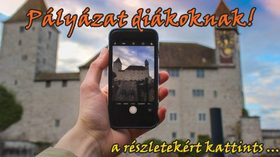 Pályázat diákoknak!
a részletekért kattints ...